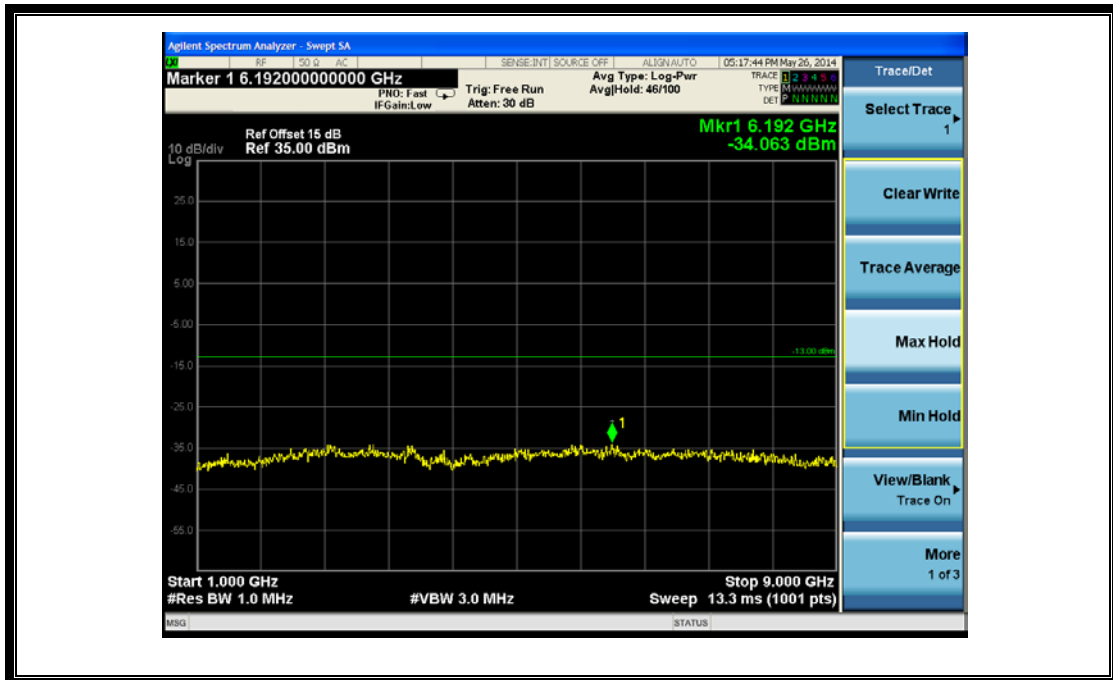 Agilent Spectrum Analyzer - Swept SA
LXI RF 50 Ω AC SENSE:INT SOURCE OFF ALIGN AUTO 05:17:44 PM May 26, 2014
Marker 1 6.192000000000 GHz
PNO: Fast
IFGain:Low
Trig: Free Run
Atten: 30 dB
Avg Type: Log-Pwr
Avg|Hold: 46/100
TRACE 1 2 3 4 5 6
TYPE M WWWWW
DET P N N N N N
Mkr1 6.192 GHz
-34.063 dBm
Ref Offset 15 dB
10 dB/div Ref 35.00 dBm
Log
25.0
15.0
5.00
-5.00
-13.00 dBm
-15.0
-25.0
1
-35.0
-45.0
-55.0
Start 1.000 GHz
Stop 9.000 GHz
#Res BW 1.0 MHz
#VBW 3.0 MHz
Sweep 13.3 ms (1001 pts)
MSG
STATUS
Trace/Det
Select Trace
1
Clear Write
Trace Average
Max Hold
Min Hold
View/Blank
Trace On
More
1 of 3